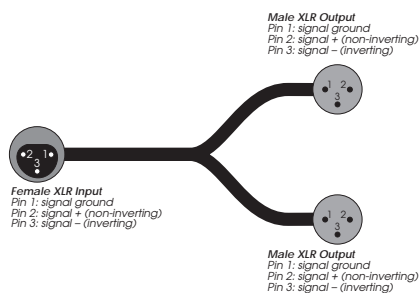 Male XLR Output
Pin 1: signal ground
Pin 2: signal + (non-inverting)
Pin 3: signal – (inverting)
1 2
3
2 1
3
Female XLR Input
Pin 1: signal ground
Pin 2: signal + (non-inverting)
Pin 3: signal – (inverting)
1 2
3
Male XLR Output
Pin 1: signal ground
Pin 2: signal + (non-inverting)
Pin 3: signal – (inverting)